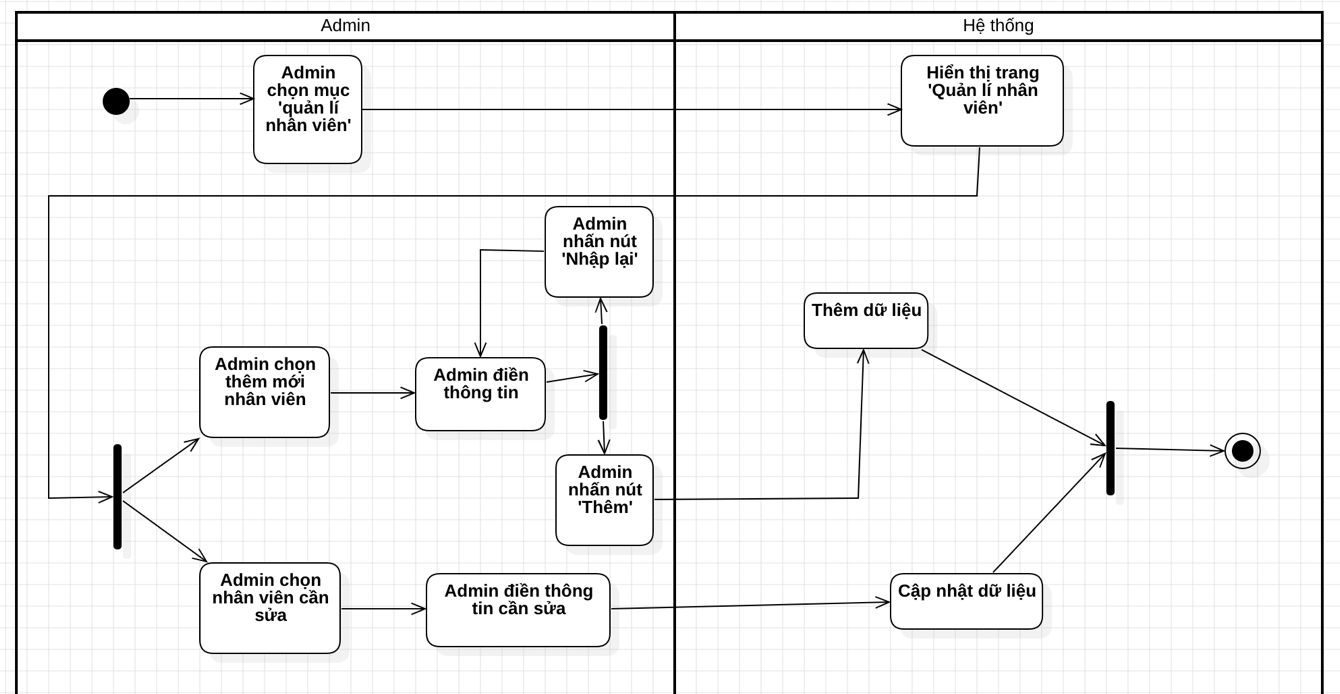 Admin
Hệ thống
Admin
chọn mục
'quản lí
nhân viên'
Hiển thị trang
'Quản lí nhân
viên'
Admin
nhấn nút
'Nhập lại'
Thêm dữ liệu
Admin chọn
thêm mới
nhân viên
Admin điền
thông tin
Admin
nhấn nút
'Thêm'
Admin chọn
nhân viên cần
sửa
Admin điền thông
tin cần sửa
Cập nhật dữ liệu